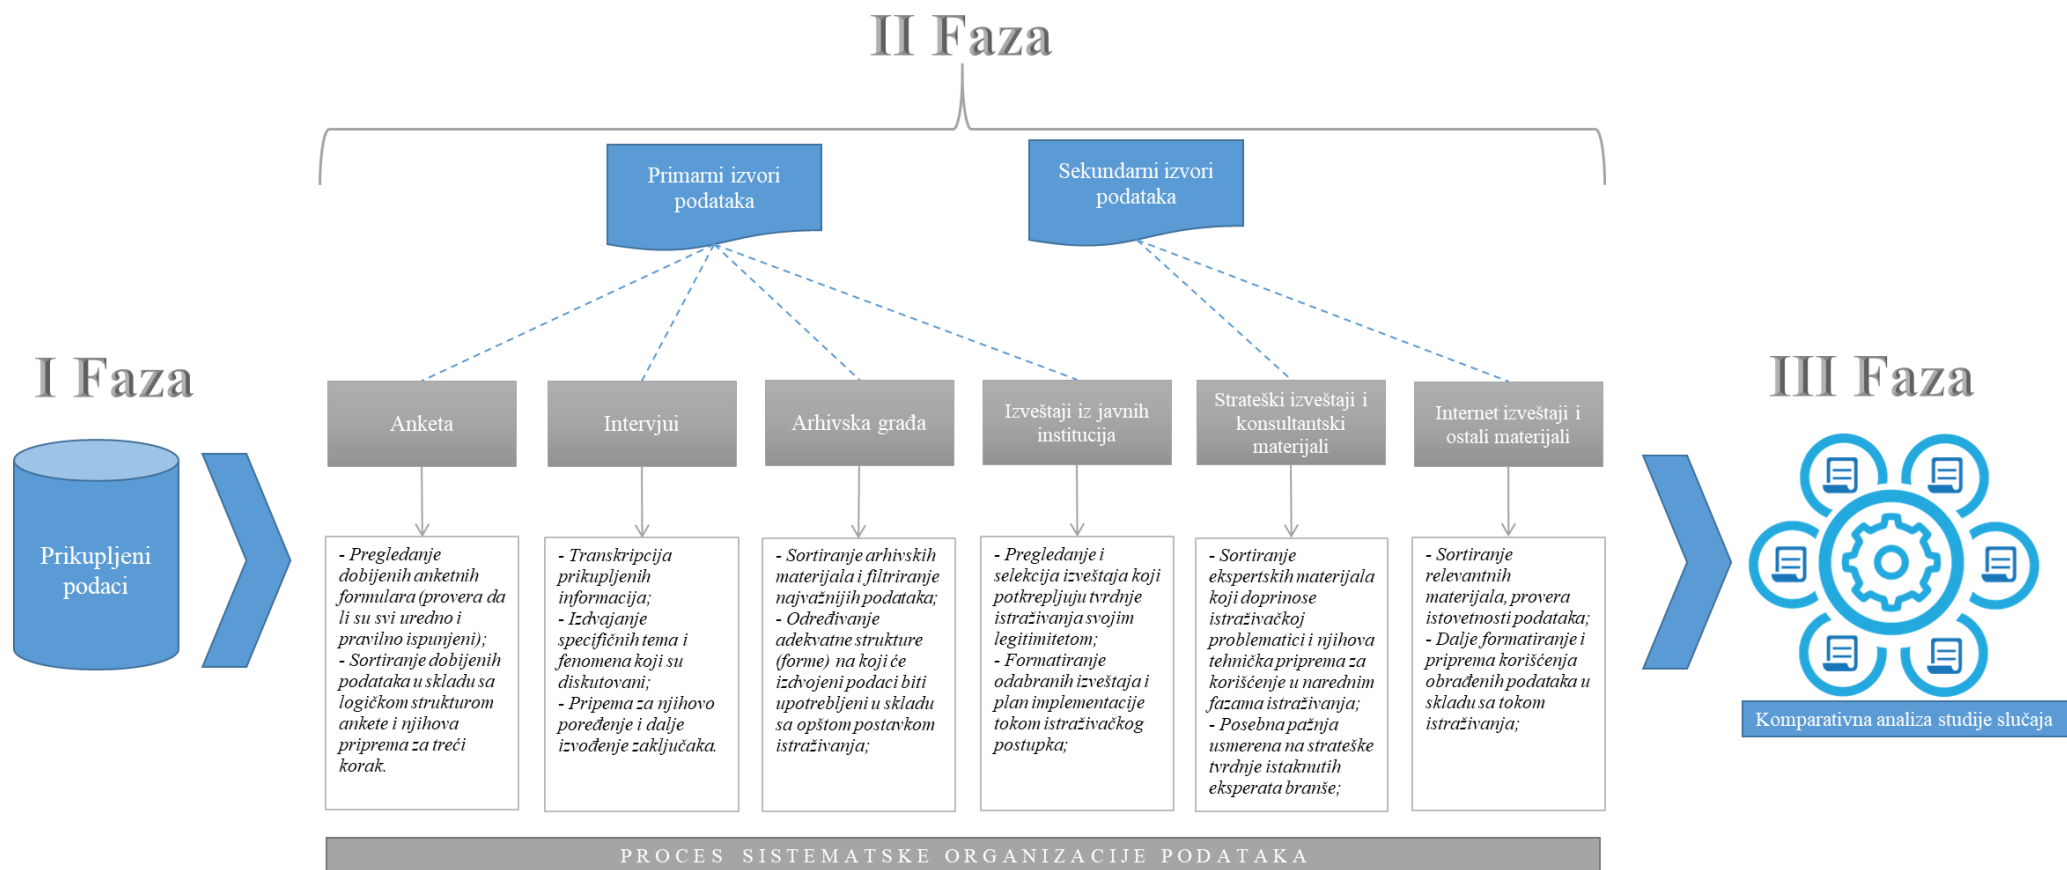 II Faza
Primarni izvori
podataka
Sekundarni izvori
podataka
I Faza
Prikupljeni
podaci
Anketa
Intervjui
Arhivska građa
Izveštaji iz javnih
institucija
Strateški izveštaji i
konsultantski
materijali
Internet izveštaji i
ostali materijali
- Pregledanje
dobijenih anketnih
formulara (provera da
li su svi uredno i
pravilno ispunjeni);
- Sortiranje dobijenih
podataka u skladu sa
logičkom strukturom
ankete i njihova
priprema za treći
korak.
- Transkripcija
prikupljenih
informacija;
- Izdvajanje
specifičnih tema i
fenomena koji su
diskutovani;
- Pripema za njihovo
poređenje i dalje
izvođenje zaključaka.
- Sortiranje arhivskih
materijala i filtriranje
najvažnijih podataka;
- Određivanje
adekvatne strukture
(forme) na koji će
izdvojeni podaci biti
upotrebljeni u skladu
sa opštom postavkom
istraživanja;
- Pregledanje i
selekcija izveštaja koji
potkrepljuju tvrdnje
istraživanja svojim
legitimitetom;
- Formatiranje
odabranih izveštaja i
plan implementacije
tokom istraživačkog
postupka;
- Sortiranje
ekspertskih materijala
koji doprinose
istraživačkoj
problematici i njihova
tehnička priprema za
korišćenje u narednim
fazama istraživanja;
- Posebna pažnja
usmerena na strateške
tvrdnje istaknutih
eksperata branše;
- Sortiranje
relevantnih
materijala, provera
istovetnosti podataka;
- Dalje formatiranje i
priprema korišćenja
obrađenih podataka u
skladu sa tokom
istraživanja;
PROCES SISTEMATSKE ORGANIZACIJE PODATAKA
III Faza
Komparativna analiza studije slučaja